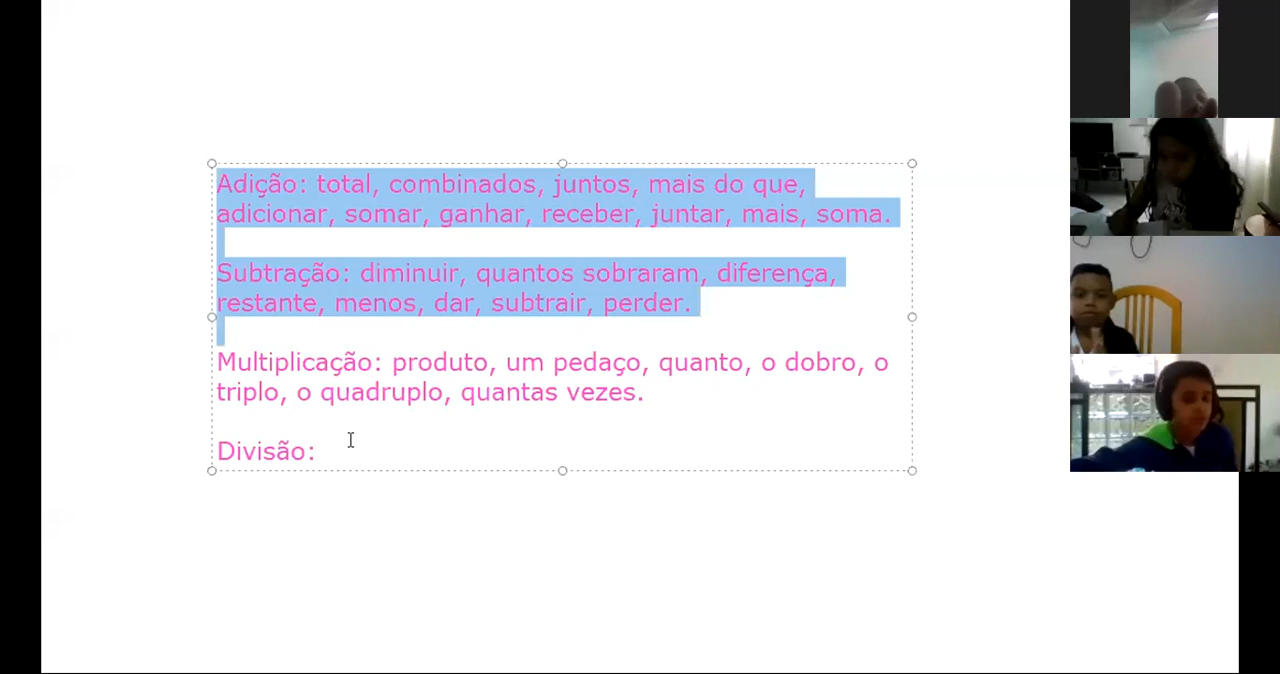 Adição: total, combinados, juntos, mais do que,
adicionar, somar, ganhar, receber, juntar, mais, soma.
Subtração: diminuir, quantos sobraram, diferença,
restante, menos, dar, subtrair, perder.
Multiplicação: produto, um pedaço, quanto, o dobro, o
triplo, o quadruplo, quantas vezes.
Divisão: